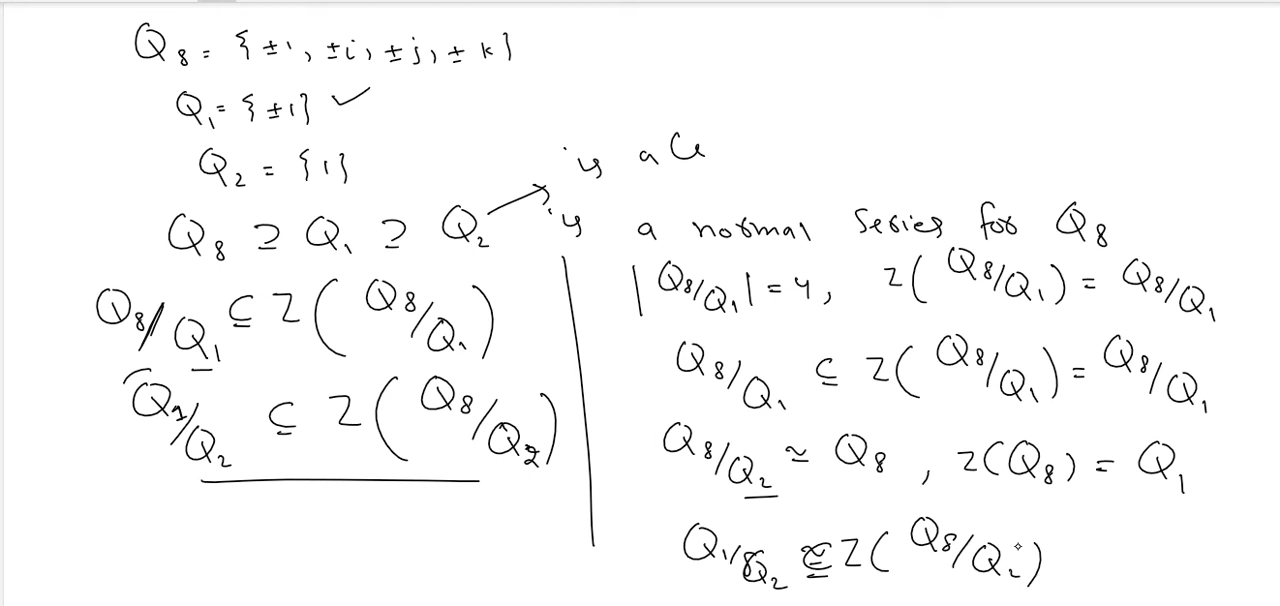 Q₈ = {±1, ±i, ±j, ±k}
Q₁ = {±1} ✓
Q₂ = {1}
is a
Q₈ ⊇ Q₁ ⊇ Q₂ is a normal series for Q₈
Q₈/Q₁ ⊆ Z(Q₈/Q₁)
Q₁/Q₂ ⊆ Z(Q₈/Q₂)
|Q₈/Q₁| = 4, Z(Q₈/Q₁) = Q₈/Q₁
Q₈/Q₁ ⊆ Z(Q₈/Q₁) = Q₈/Q₁
Q₈/Q₂ ≃ Q₈, Z(Q₈) = Q₁
Q₁/Q₂ ⊆ Z(Q₈/Q₂)